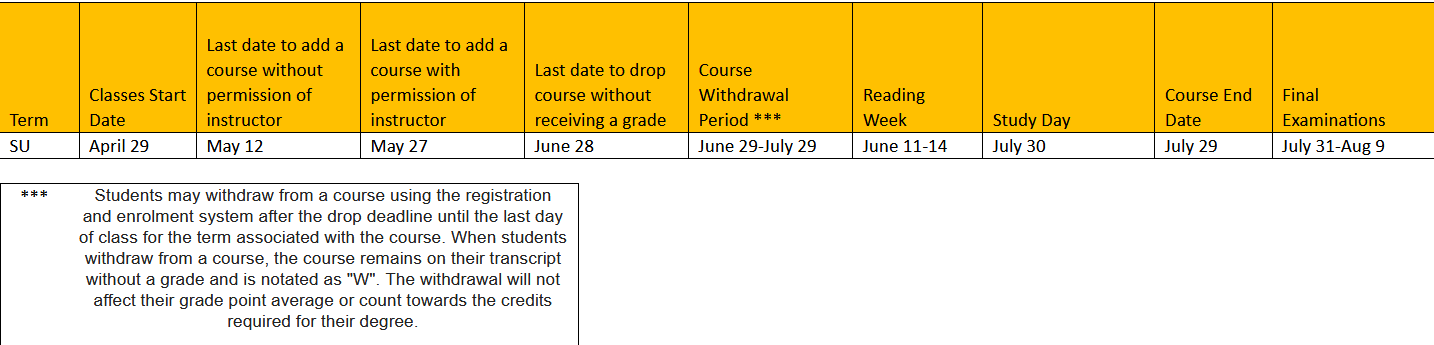 Term
Classes Start
Date
Last date to add a
course without
permission of
instructor
Last date to add a
course with
permission of
instructor
Last date to drop
course without
receiving a grade
Course
Withdrawal
Period ***
Reading
Week
Study Day
Course End
Date
Final
Examinations
SU April 29 May 12 May 27 June 28 June 29-July 29 June 11-14 July 30 July 29 July 31-Aug 9
*** Students may withdraw from a course using the registration
and enrolment system after the drop deadline until the last day
of class for the term associated with the course. When students
withdraw from a course, the course remains on their transcript
without a grade and is notated as "W". The withdrawal will not
affect their grade point average or count towards the credits
required for their degree.